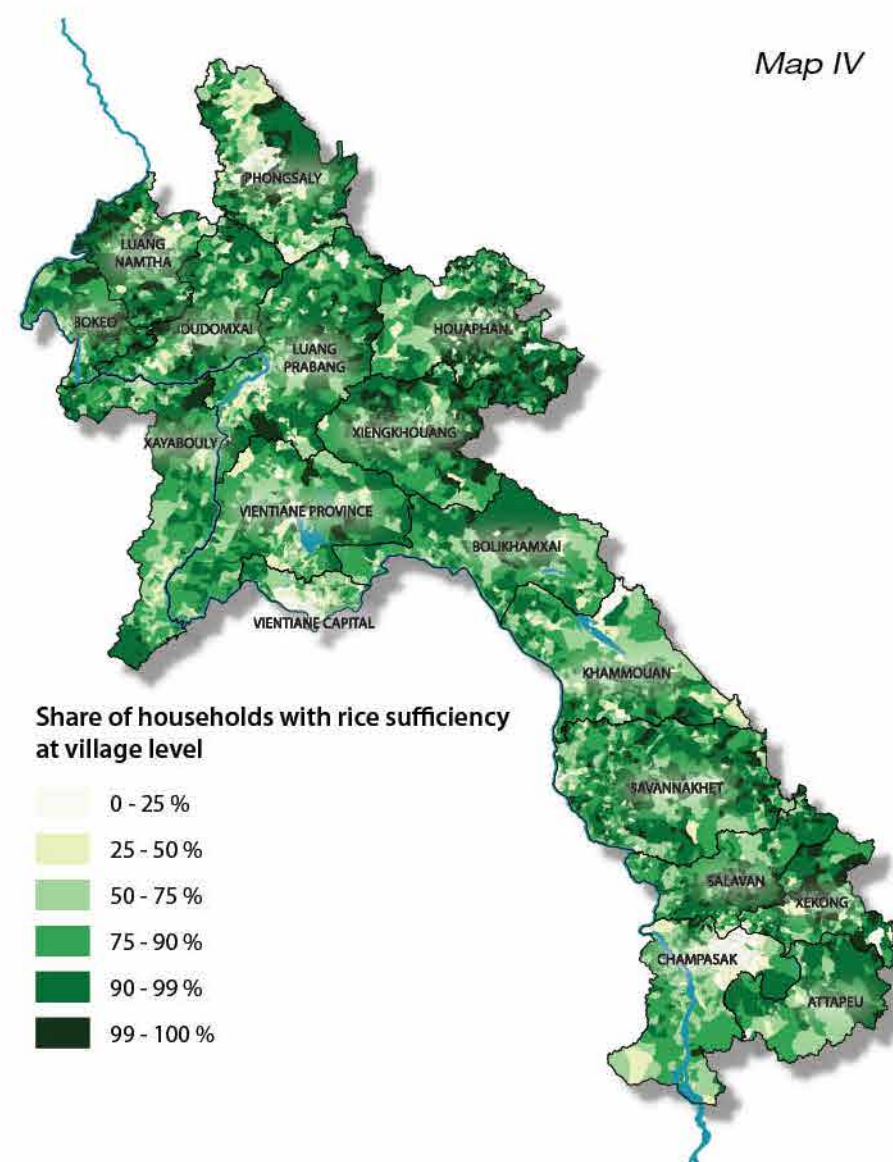 Map IV
PHONGSALY
LUANG
NAMTHA
BOKEO
OUDOMXAI
LUANG
PRABANG
HOUAPHAN
XIENGKHOUANG
XAYABOULY
VIENTIANE PROVINCE
BOLIKHAMXAI
VIENTIANE CAPITAL
KHAMMOUAN
Share of households with rice sufficiency
at village level
0 - 25 %
25 - 50 %
50 - 75 %
75 - 90 %
90 - 99 %
99 - 100 %
SAVANNAKHET
SALAVAN
XEKONG
CHAMPASAK
ATTAPEU